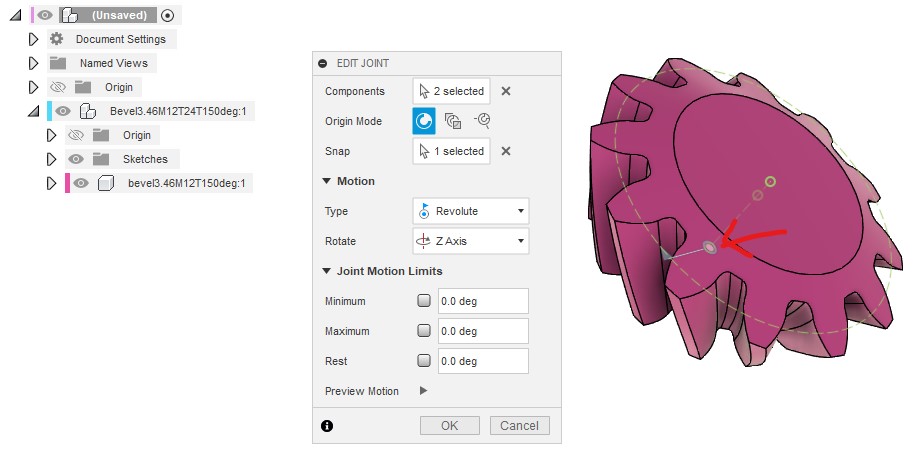 (Unsaved)
Document Settings
Named Views
Origin
Bevel3.46M12T24T150deg:1
Origin
Sketches
bevel3.46M12T150deg:1
EDIT JOINT
Components 2 selected
Origin Mode
Snap 1 selected
Motion
Type Revolute
Rotate Z Axis
Joint Motion Limits
Minimum 0.0 deg
Maximum 0.0 deg
Rest 0.0 deg
Preview Motion
OK Cancel